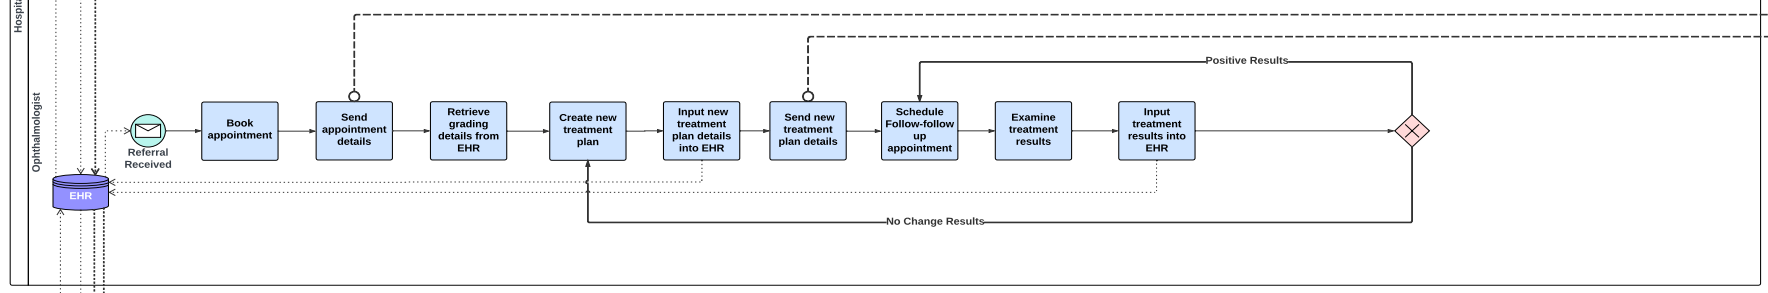 Hospita
Ophthalmologist
Positive Results
Book
appointment
Send
appointment
details
Retrieve
grading
details from
EHR
Create new
treatment
plan
Input new
treatment
plan details
into EHR
Send new
treatment
plan details
Schedule
Follow-follow
up
appointment
Examine
treatment
results
Input
treatment
results into
EHR
Referral
Received
EHR
No Change Results